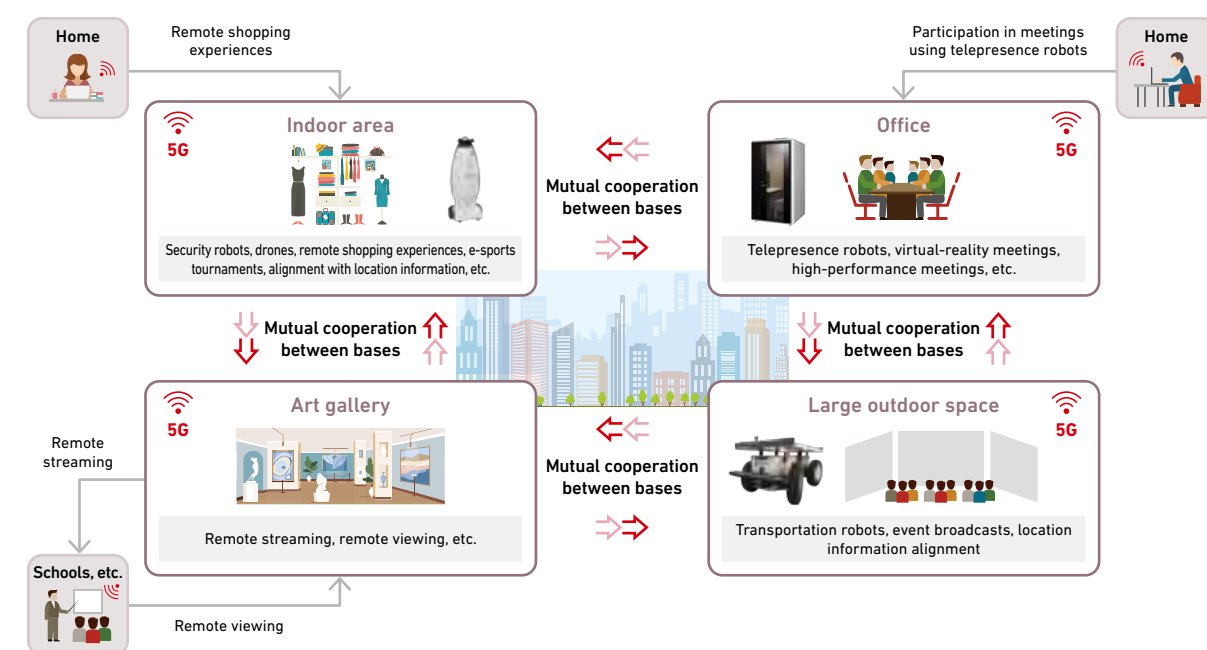 Home
Remote shopping
experiences
Participation in meetings
using telepresence robots
Home
5G
Indoor area
Security robots, drones, remote shopping experiences, e-sports
tournaments, alignment with location information, etc.
Mutual cooperation
between bases
Office
5G
Telepresence robots, virtual-reality meetings,
high-performance meetings, etc.
Mutual cooperation
between bases
Mutual cooperation
between bases
5G
Art gallery
Remote streaming, remote viewing, etc.
Mutual cooperation
between bases
Large outdoor space
5G
Transportation robots, event broadcasts, location
information alignment
Remote
streaming
Schools, etc.
Remote viewing